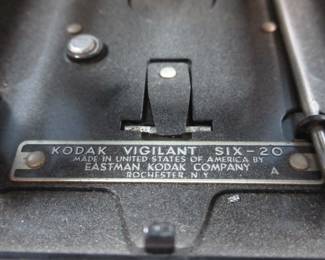 KODAK VIGILANT SIX-20
MADE IN UNITED STATES OF AMERICA BY
EASTMAN KODAK COMPANY
ROCHESTER, N.Y. A